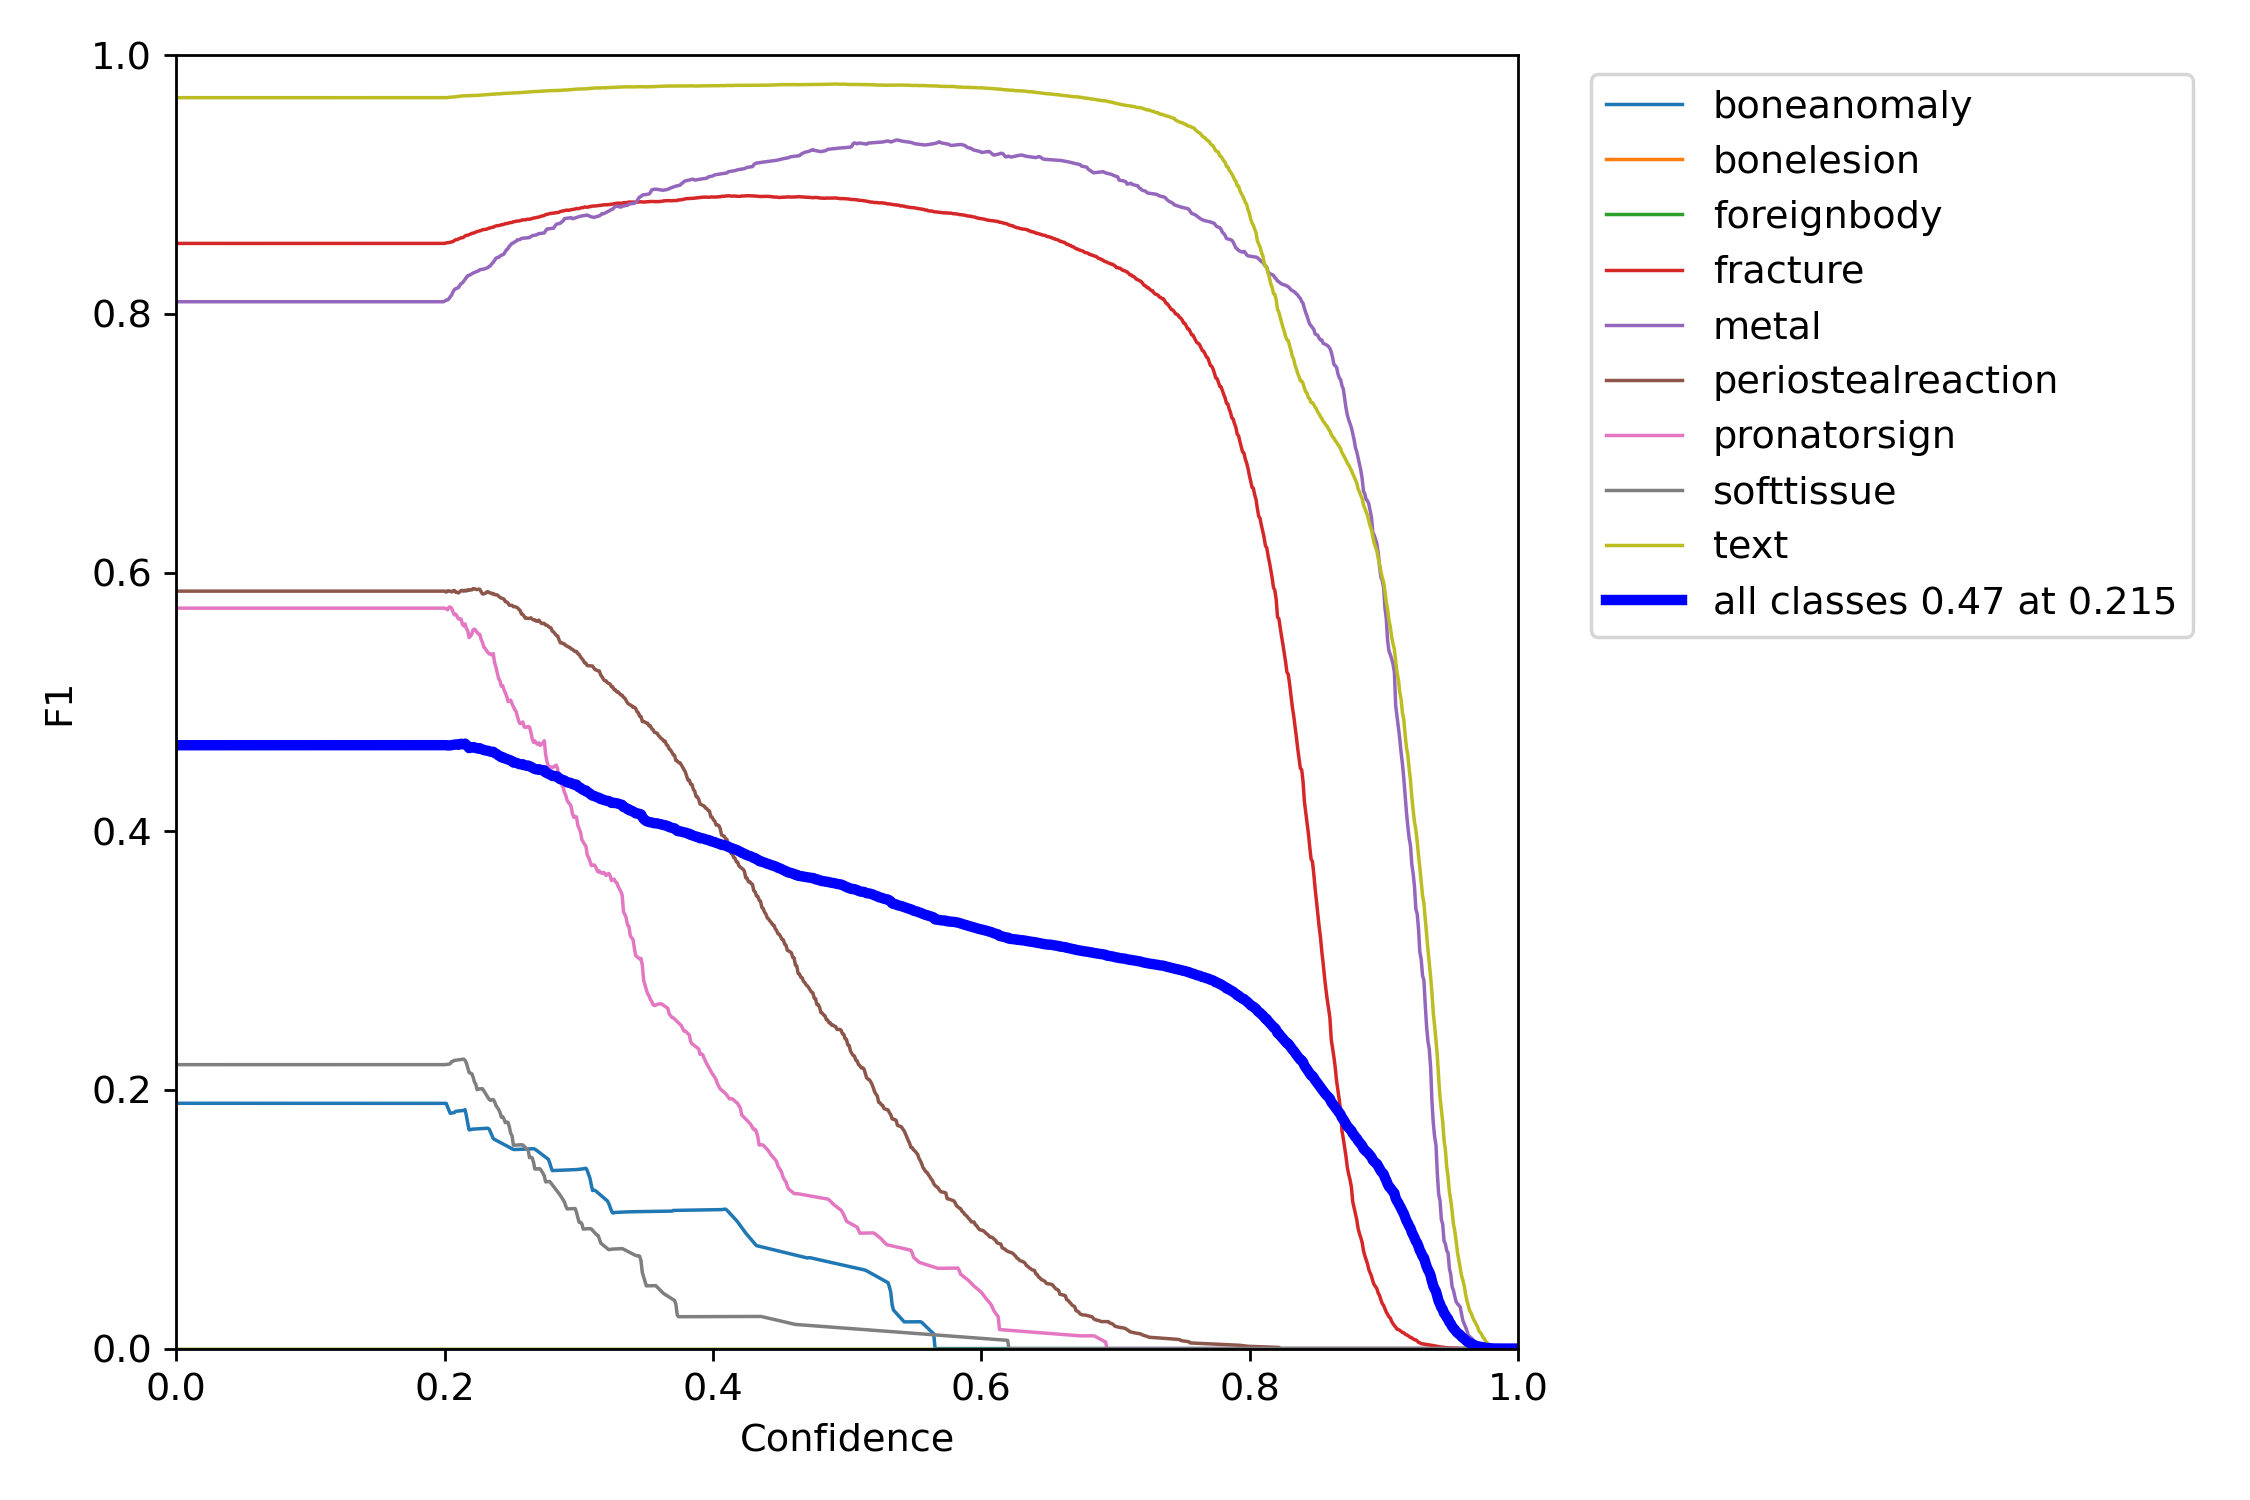 1.0
0.8
0.6
0.4
0.2
0.0
F1
0.0 0.2 0.4 0.6 0.8 1.0
Confidence
boneanomaly
bonelesion
foreignbody
fracture
metal
periostealreaction
pronatorsign
softtissue
text
all classes 0.47 at 0.215